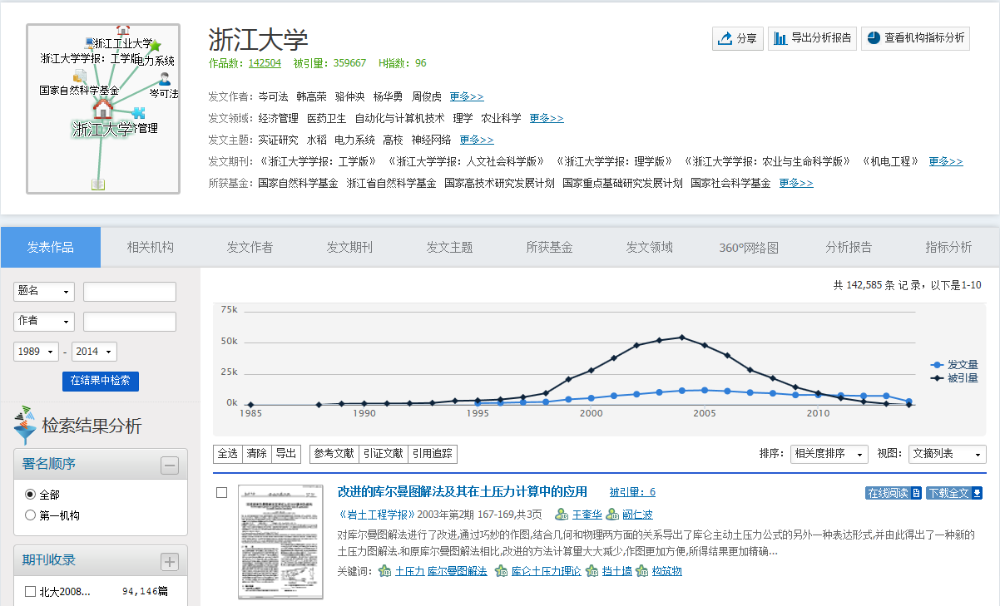 浙江工业大学
浙江大学学报：工学版
电力系统
国家自然科学基金
岑可法
浙江大学
经济管理
浙江大学
作品数：142504 被引量：359667 H指数：96
分享
导出分析报告
查看机构指标分析
发文作者：岑可法 韩高荣 骆仲泱 杨华勇 周俊虎 更多>>
发文领域：经济管理 医药卫生 自动化与计算机技术 理学 农业科学 更多>>
发文主题：实证研究 水稻 电力系统 高校 神经网络 更多>>
发文期刊：《浙江大学学报：工学版》 《浙江大学学报：人文社会科学版》 《浙江大学学报：理学版》 《浙江大学学报：农业与生命科学版》 《机电工程》 更多>>
所获基金：国家自然科学基金 浙江省自然科学基金 国家高技术研究发展计划 国家重点基础研究发展计划 国家社会科学基金 更多>>
发表作品 相关机构 发文作者 发文期刊 发文主题 所获基金 发文领域 360º网络图 分析报告 指标分析
题名
作者
1989 - 2014
在结果中检索
检索结果分析
署名顺序
全部
第一机构
期刊收录
北大2008... 94,146篇
共 142,585 条 记 录，以下是1-10
75k
50k
25k
0k
1985 1990 1995 2000 2005 2010
发文量
被引量
全选 清除 导出 参考文献 引证文献 引用追踪
排序： 相关度排序 视图： 文摘列表
改进的库尔曼图解法及其在土压力计算中的应用 被引量：6
在线阅读 下载全文
《岩土工程学报》2003年第2期 167-169,共3页 王奎华 阚仁波
对库尔曼图解法进行了改进,通过巧妙的作图,结合几何和物理两方面的关系导出了库仑主动土压力公式的另外一种表达形式,并由此得出了一种新的
土压力图解法.和原库尔曼图解法相比,改进的方法计算量大大减少,作图更加方便,所得结果更加精确...
关键词： 土压力 库尔曼图解法 库仑土压力理论 挡土墙 构筑物